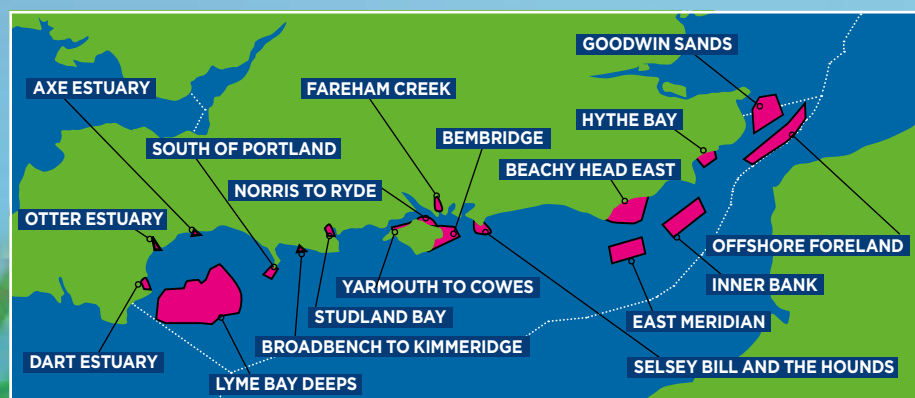 GOODWIN SANDS
AXE ESTUARY
FAREHAM CREEK
HYTHE BAY
BEMBRIDGE
SOUTH OF PORTLAND
BEACHY HEAD EAST
NORRIS TO RYDE
OTTER ESTUARY
OFFSHORE FORELAND
INNER BANK
YARMOUTH TO COWES
STUDLAND BAY
EAST MERIDIAN
BROADBENCH TO KIMMERIDGE
DART ESTUARY
SELSEY BILL AND THE HOUNDS
LYME BAY DEEPS